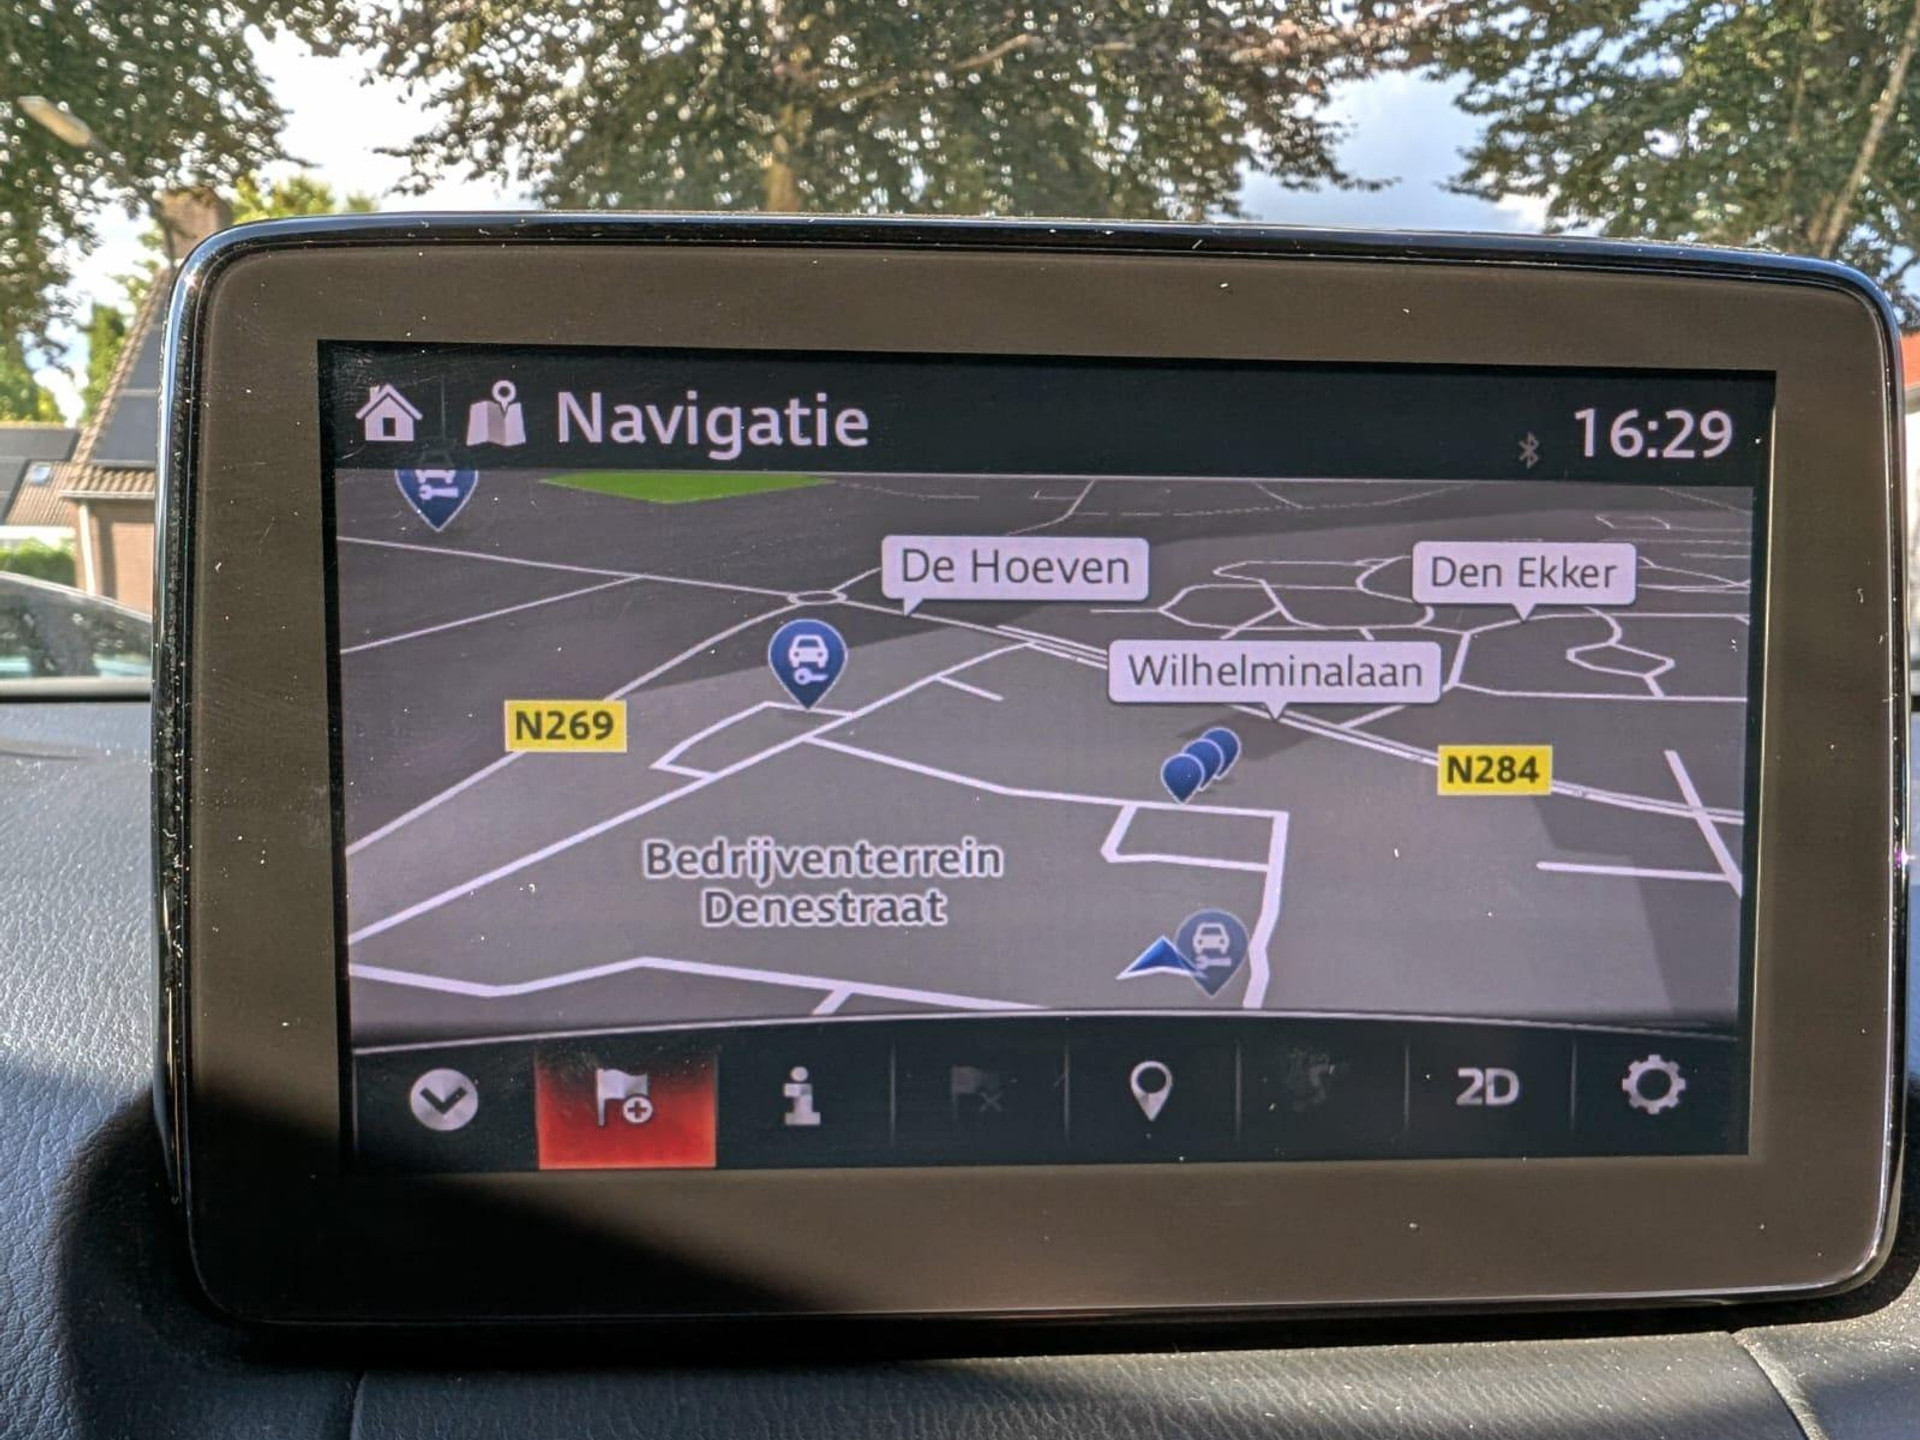 Navigatie
16:29
De Hoeven
Den Ekker
Wilhelminalaan
N269
N284
Bedrijventerrein
Denestraat
2D